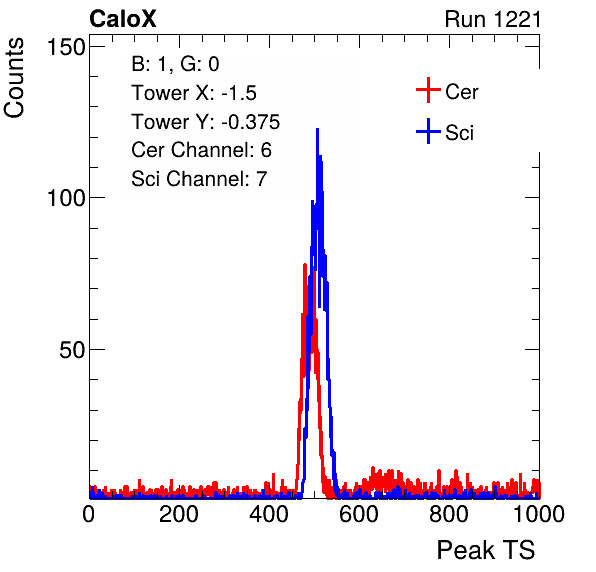 CaloX Run 1221
Counts
150
100
50
B: 1, G: 0
Tower X: -1.5
Tower Y: -0.375
Cer Channel: 6
Sci Channel: 7
Cer
Sci
0 200 400 600 800 1000
Peak TS